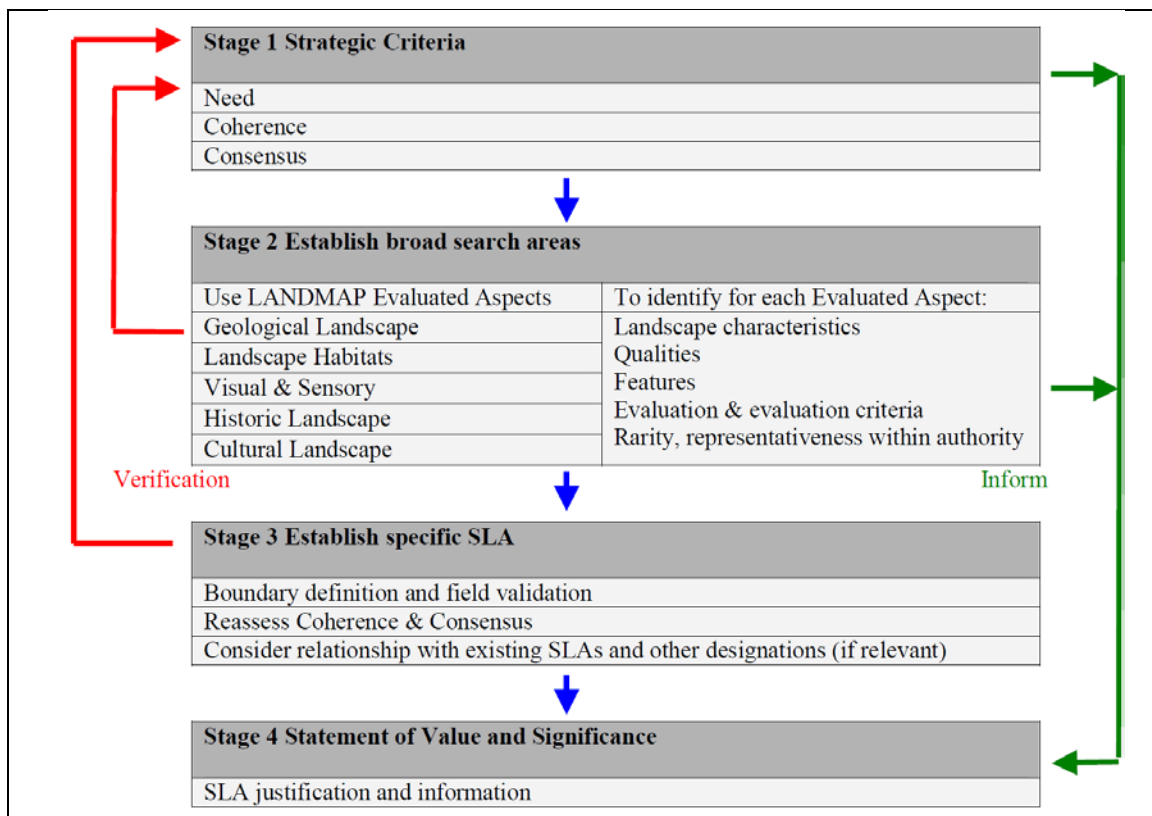 Stage 1 Strategic Criteria
Need
Coherence
Consensus
Stage 2 Establish broad search areas
Use LANDMAP Evaluated Aspects
Geological Landscape
Landscape Habitats
Visual & Sensory
Historic Landscape
Cultural Landscape
To identify for each Evaluated Aspect:
Landscape characteristics
Qualities
Features
Evaluation & evaluation criteria
Rarity, representativeness within authority
Verification
Inform
Stage 3 Establish specific SLA
Boundary definition and field validation
Reassess Coherence & Consensus
Consider relationship with existing SLAs and other designations (if relevant)
Stage 4 Statement of Value and Significance
SLA justification and information